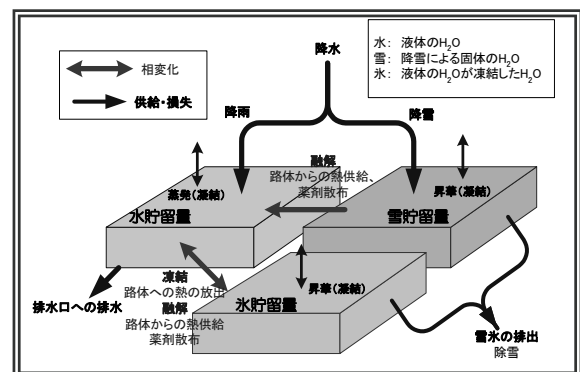 相変化
供給・損失
降水
水： 液体のH₂O
雪： 降雪による固体のH₂O
氷： 液体のH₂Oが凍結したH₂O
降雨
降雪
融解
路体からの熱供給、
薬剤散布
蒸発(凝結)
水貯留量
昇華(凝結)
雪貯留量
凍結
路体への熱の放出
融解
路体からの熱供給
薬剤散布
昇華(凝結)
氷貯留量
排水口への排水
雪氷の排出
除雪